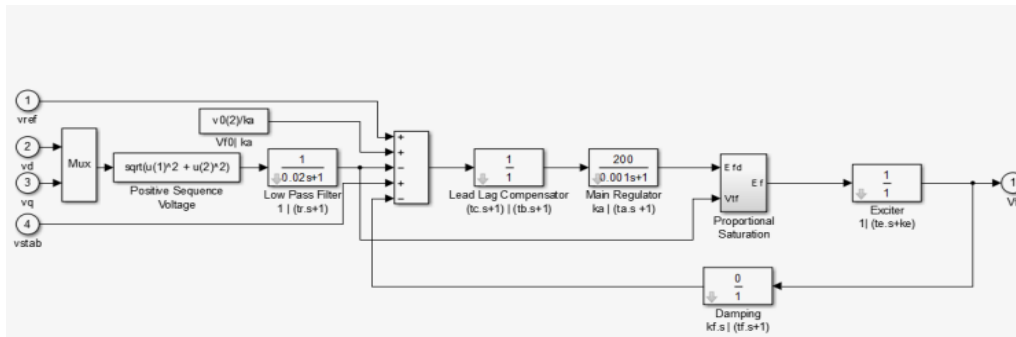 1
vref
v0(2)/ka
Vf0| ka
+
+
−
+
−
2
vd
3
vq
Mux
sqrt(u(1)^2 + u(2)^2)
Positive Sequence
Voltage
1
0.02s+1
Low Pass Filter
1 | (tr.s+1)
1
1
Lead Lag Compensator
(tc.s+1) | (tb.s+1)
200
0.001s+1
Main Regulator
ka | (ta.s +1)
E fd
E f
Vtf
Proportional
Saturation
1
1
Exciter
1| (te.s+ke)
1
4
vstab
0
1
Damping
kf.s | (tf.s+1)